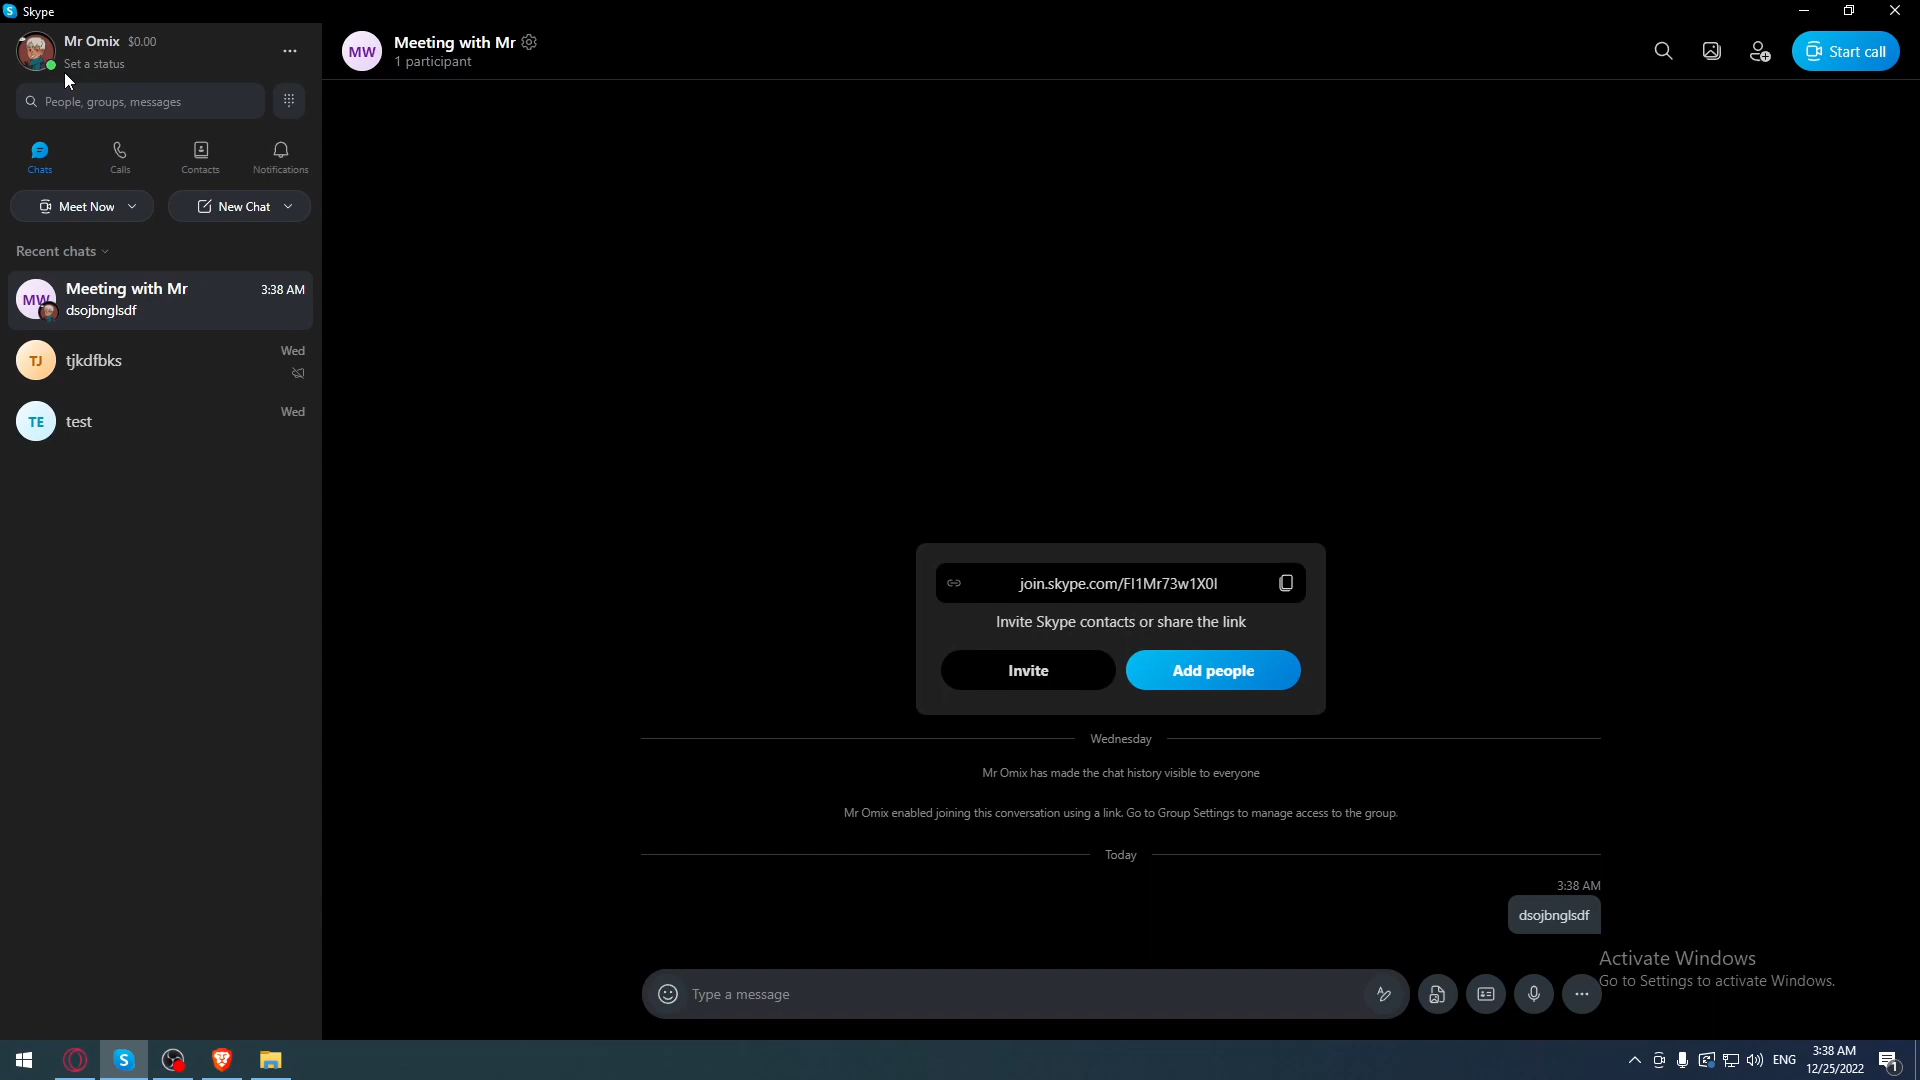 Skype
Mr Omix $0.00
Set a status
People, groups, messages
Chats
Calls
Contacts
Notifications
Meet Now
New Chat
Recent chats
MW
Meeting with Mr
3:38 AM
dsojbnglsdf
TJ
tjkdfbks
Wed
TE
test
Wed
MW
Meeting with Mr
1 participant
Start call
join.skype.com/FI1Mr73w1X0I
Invite Skype contacts or share the link
Invite
Add people
Wednesday
Mr Omix has made the chat history visible to everyone
Mr Omix enabled joining this conversation using a link. Go to Group Settings to manage access to the group.
Today
3:38 AM
dsojbnglsdf
Type a message
Activate Windows
Go to Settings to activate Windows.
ENG
3:38 AM
12/25/2022
1